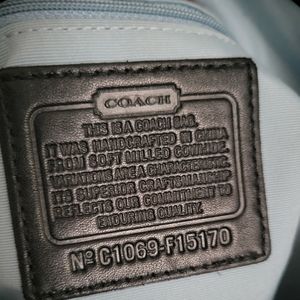 COACH
THIS IS A COACH BAG.
IT WAS HANDCRAFTED IN CHINA
FROM SOFT MILLED COWHIDE.
VARIATIONS ARE CHARACTERISTIC.
ITS SUPERIOR CRAFTSMANSHIP
REFLECTS OUR COMMITMENT TO
ENDURING QUALITY.
Nº C1069-F15170